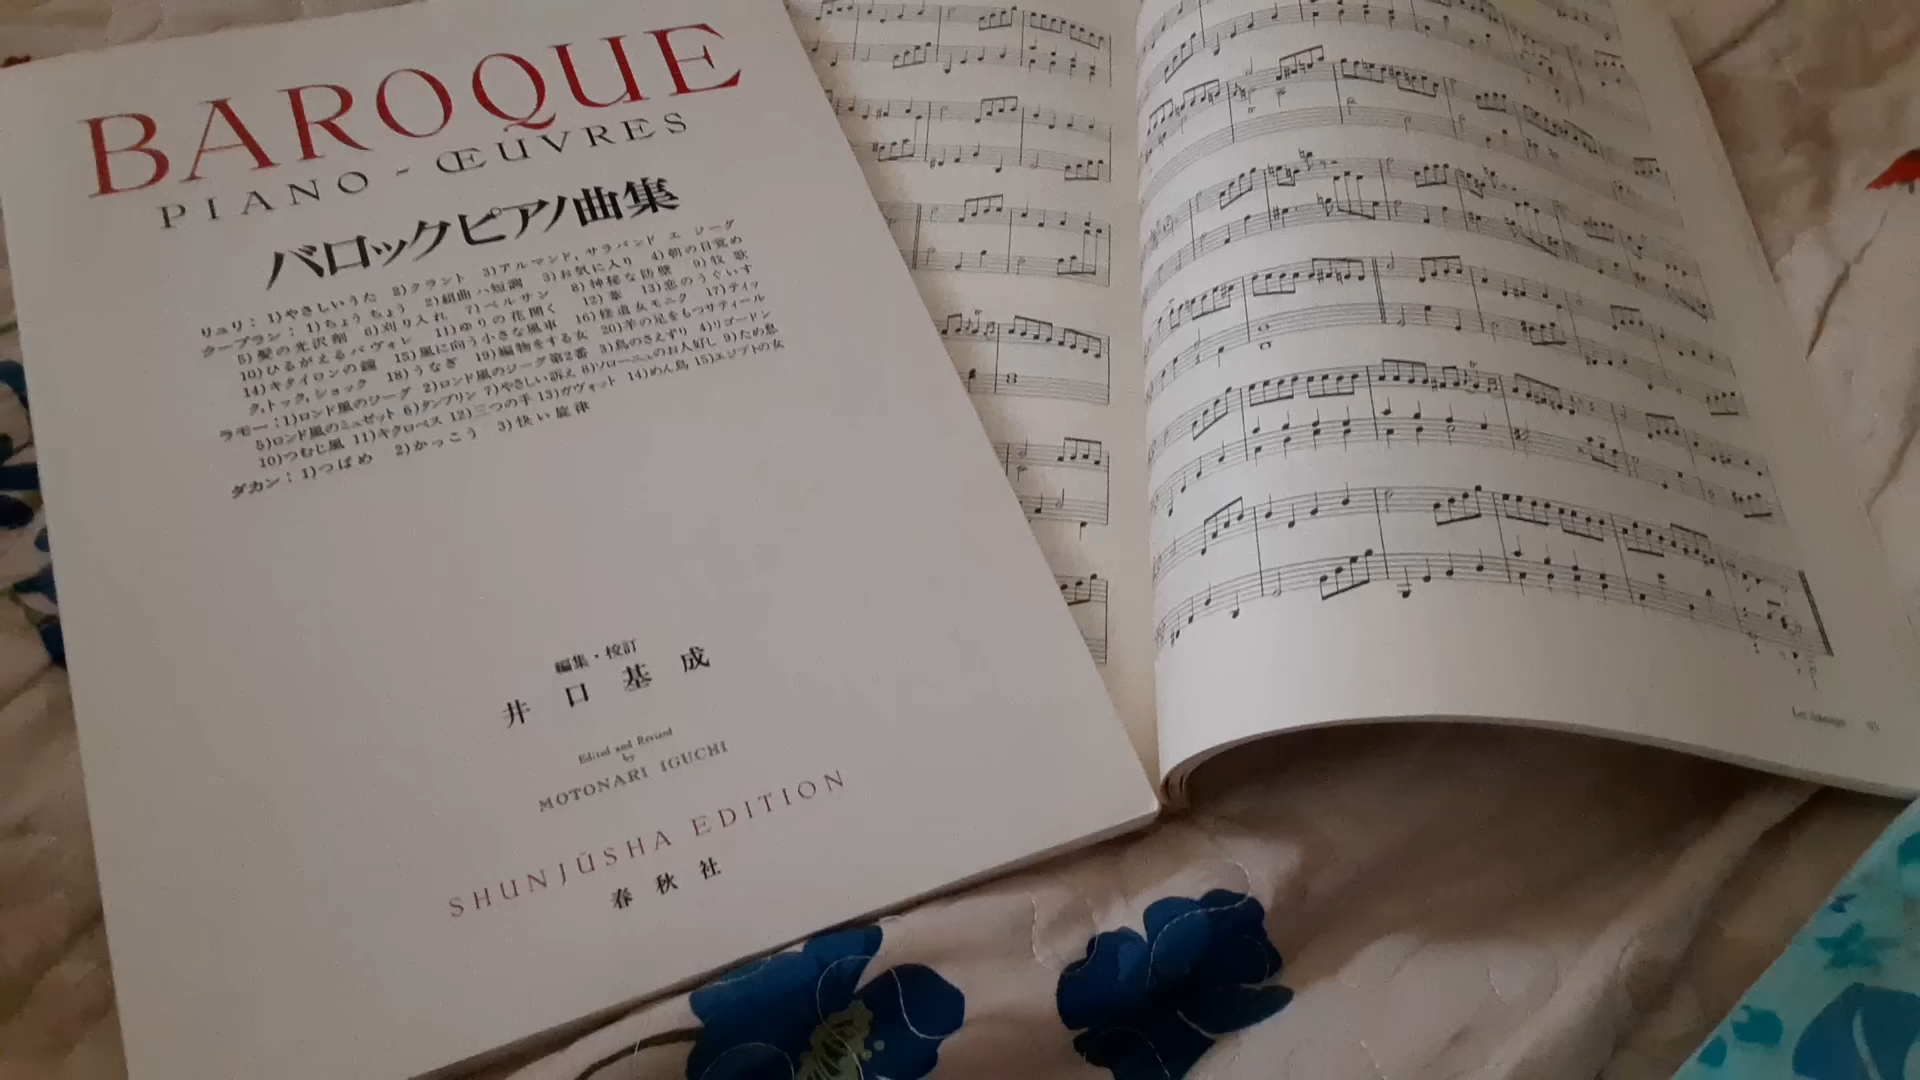 BAROQUE
PIANO - ŒUVRES
バロックピアノ曲集
リュリ：1)やさしいうた 2)クラント 3)アルマンド, サラバンド エ ジーグ
クープラン：1)ちょうちょう 2)組曲ハ短調 3)お気に入り 4)朝の目覚め
5)髪の光沢剤 6)刈り入れ 7)ベルサン 8)神秘な防壁 9)牧歌
10)ひるがえるバヴォレ 11)ゆりの花開く 12)葦 13)恋のうぐいす
14)キタイロンの鐘 15)風に向う小さな風車 16)修道女モニク 17)ティッ
ク,トック,ショック 18)うなぎ 19)編物をする女 20)羊の足をもつサティール
ラモー：1)ロンド風のジーグ 2)ロンド風のジーグ第2番 3)鳥のさえずり 4)リゴードン
5)ロンド風のミュゼット 6)タンブリン 7)やさしい訴え 8)ソローニュのお人好し 9)ため息
10)つむじ風 11)キクロペス 12)三つの手 13)ガヴォット 14)めん鳥 15)エジプトの女
ダカン：1)つばめ 2)かっこう 3)快い旋律
編集・校訂
井口基成
Edited and Revised
by
MOTONARI IGUCHI
SHUNJŪSHA EDITION
春秋社